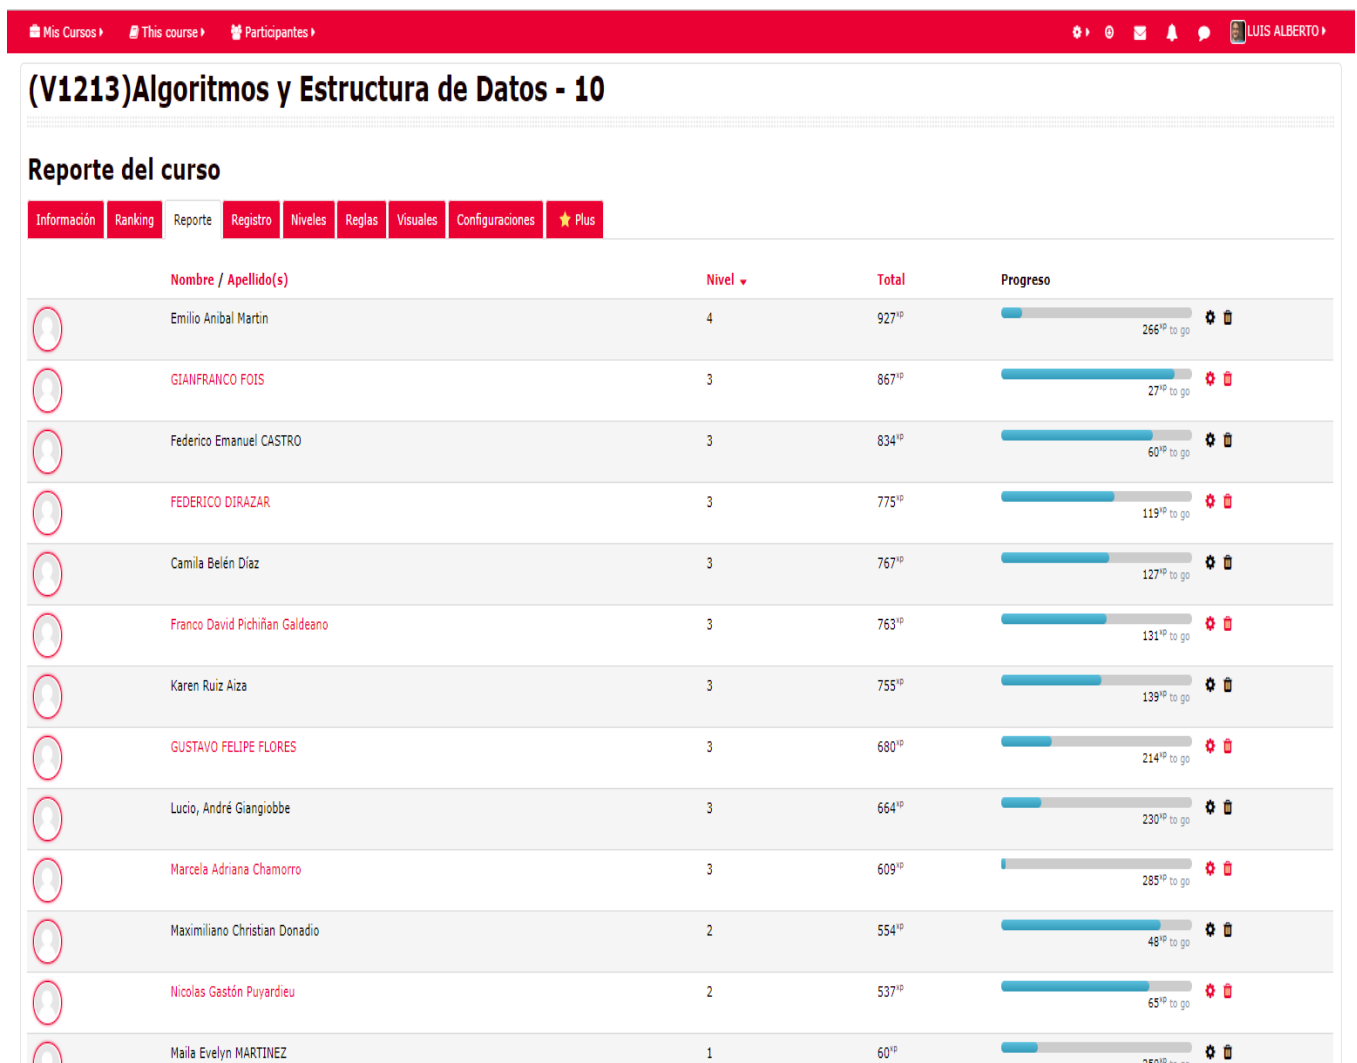 Mis Cursos This course Participantes LUIS ALBERTO
(V1213)Algoritmos y Estructura de Datos - 10
Reporte del curso
Información Ranking Reporte Registro Niveles Reglas Visuales Configuraciones Plus
Nombre / Apellido(s) Nivel Total Progreso
Emilio Anibal Martin 4 927xp
266xp to go
GIANFRANCO FOIS 3 867xp
27xp to go
Federico Emanuel CASTRO 3 834xp
60xp to go
FEDERICO DIRAZAR 3 775xp
119xp to go
Camila Belén Díaz 3 767xp
127xp to go
Franco David Pichiñan Galdeano 3 763xp
131xp to go
Karen Ruiz Aiza 3 755xp
139xp to go
GUSTAVO FELIPE FLORES 3 680xp
214xp to go
Lucio, André Giangiobbe 3 664xp
230xp to go
Marcela Adriana Chamorro 3 609xp
285xp to go
Maximiliano Christian Donadio 2 554xp
48xp to go
Nicolas Gastón Puyardieu 2 537xp
65xp to go
Maila Evelyn MARTINEZ 1 60xp